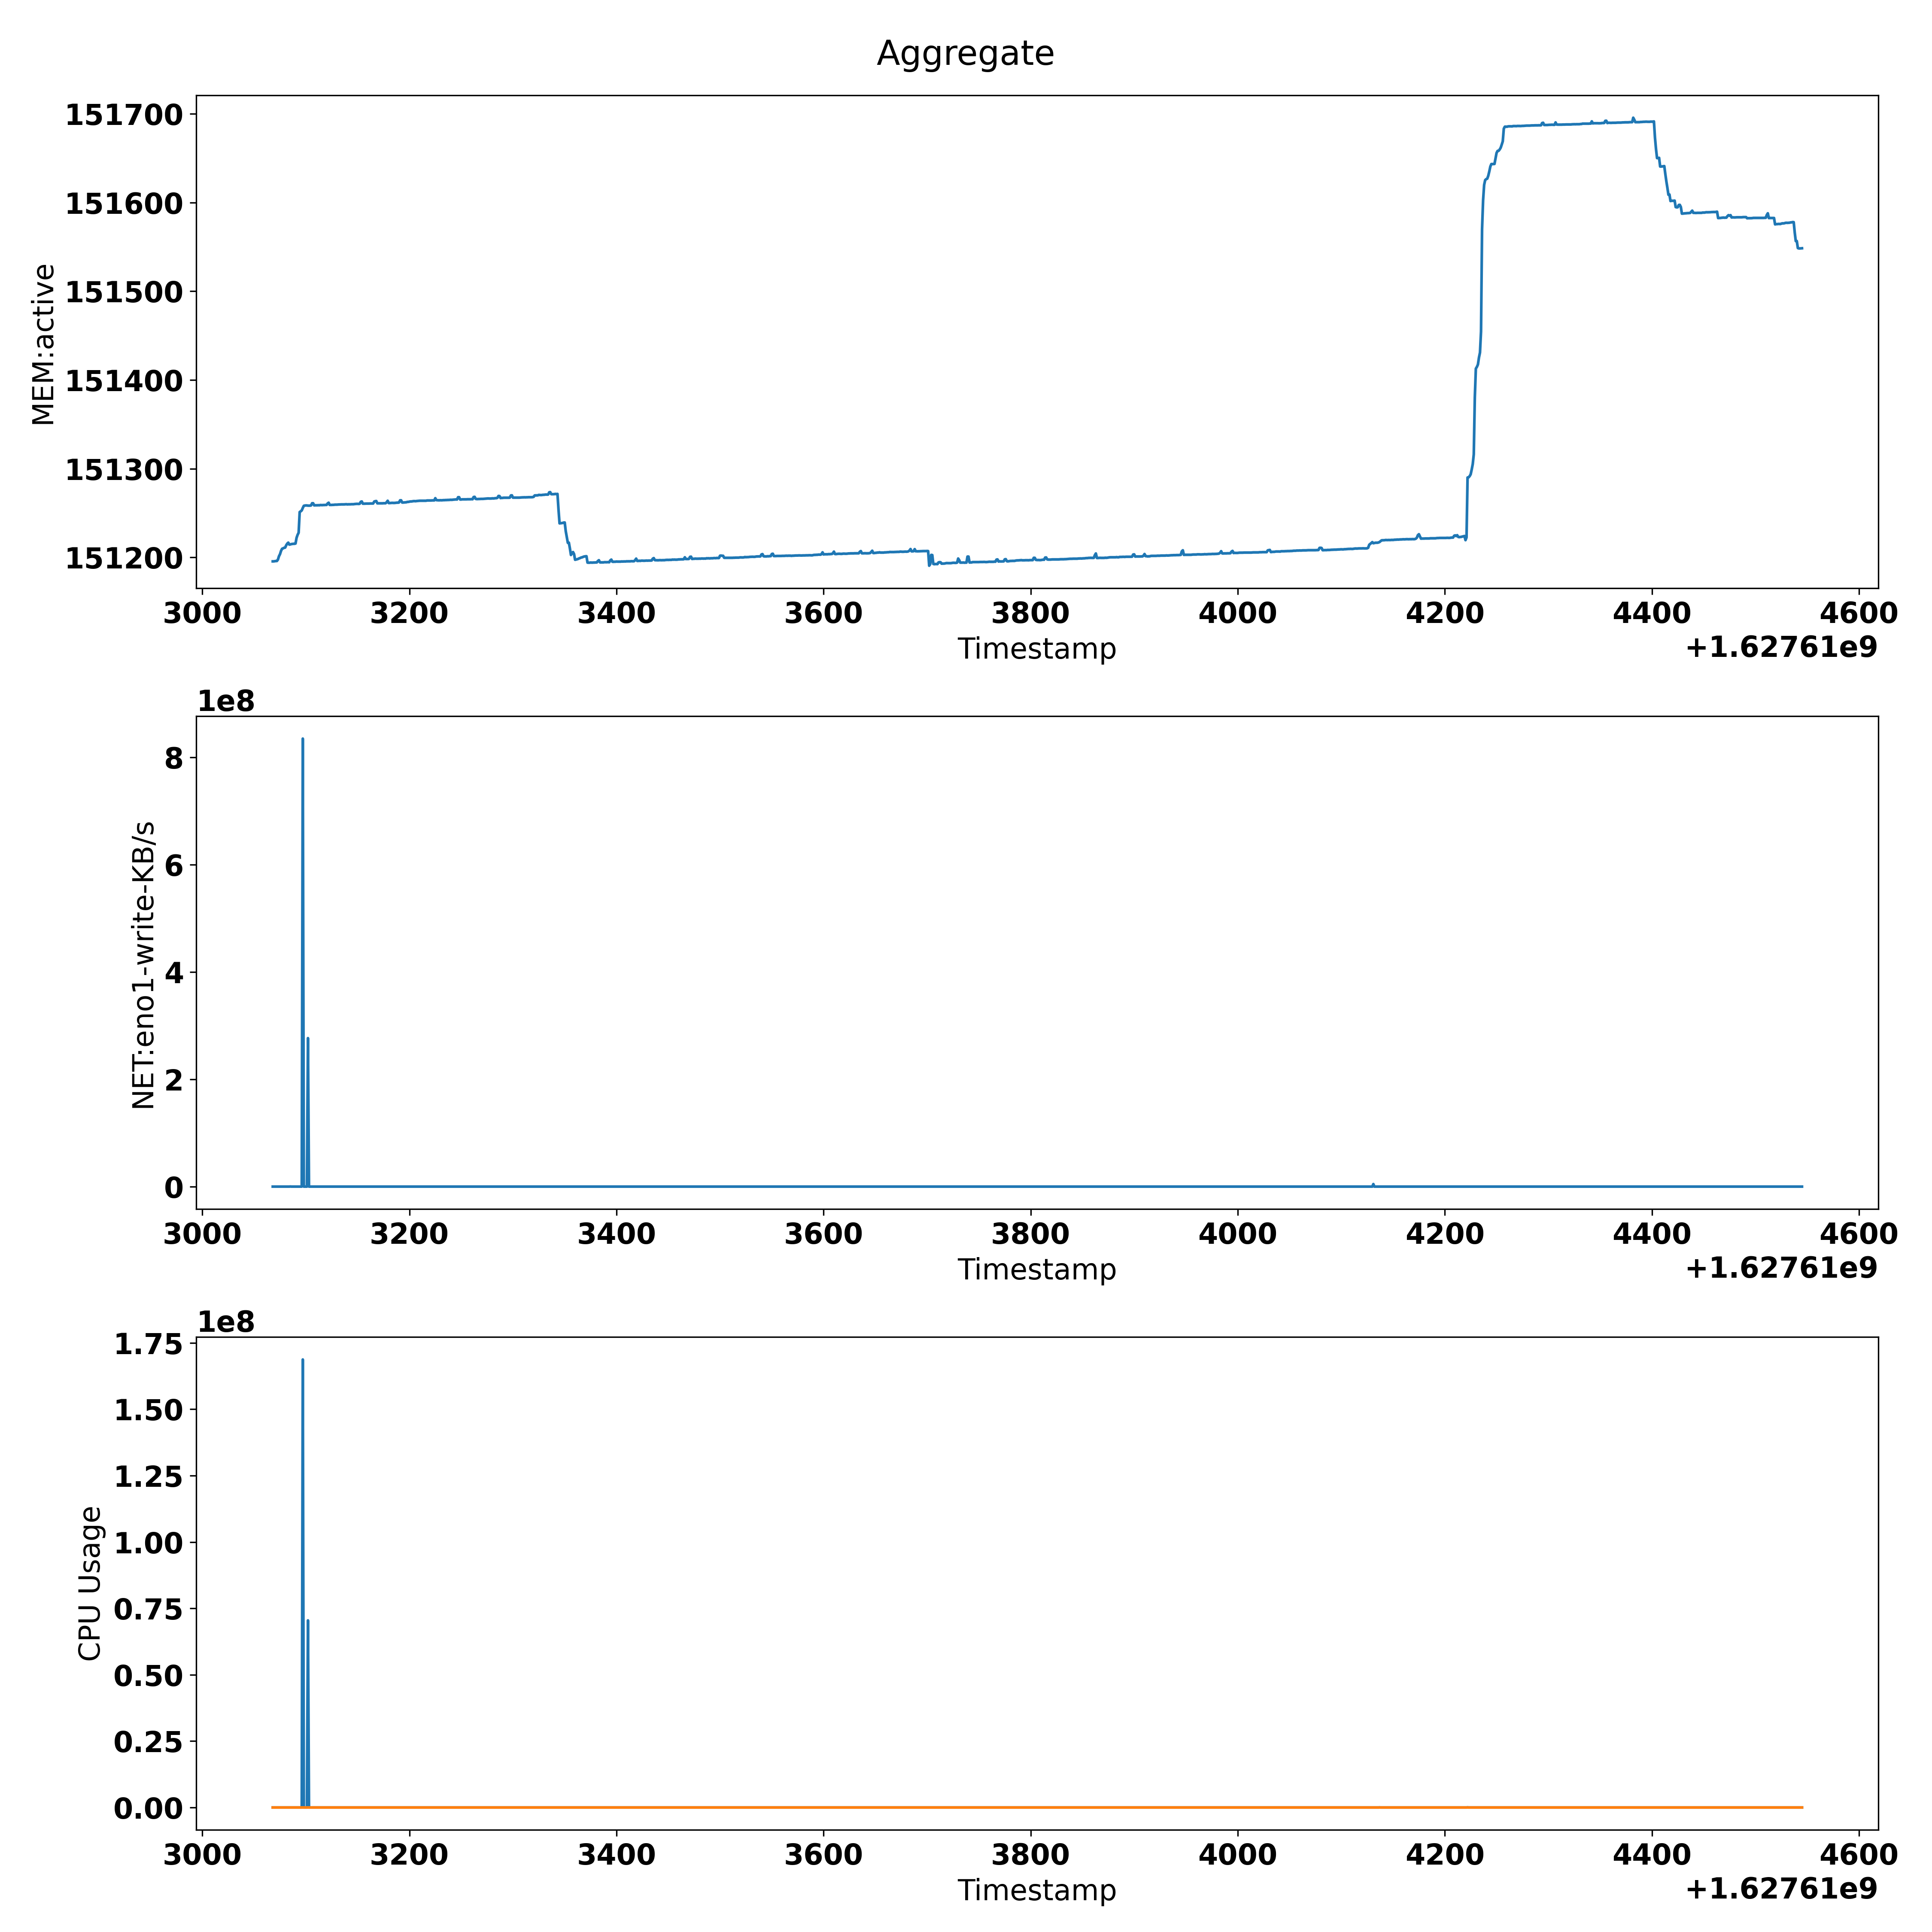 Aggregate
151700
151600
151500
151400
151300
151200
MEM:active
3000 3200 3400 3600 3800 4000 4200 4400 4600
Timestamp
+1.62761e9
1e8
8
6
4
2
0
NET:eno1-write-KB/s
3000 3200 3400 3600 3800 4000 4200 4400 4600
Timestamp
+1.62761e9
1e8
1.75
1.50
1.25
1.00
0.75
0.50
0.25
0.00
CPU Usage
3000 3200 3400 3600 3800 4000 4200 4400 4600
Timestamp
+1.62761e9